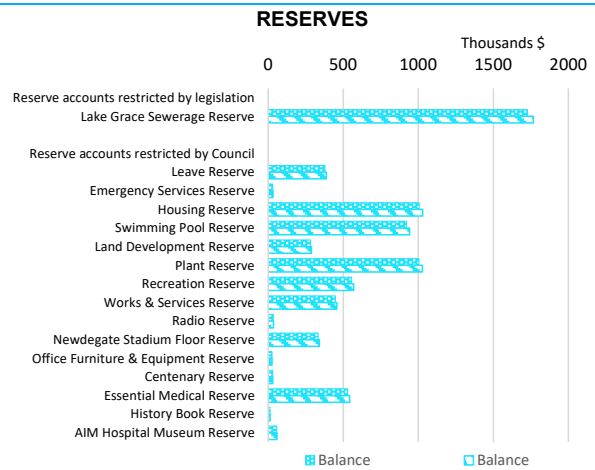 RESERVES
Thousands $
0 500 1000 1500 2000
Reserve accounts restricted by legislation
Lake Grace Sewerage Reserve
Reserve accounts restricted by Council
Leave Reserve
Emergency Services Reserve
Housing Reserve
Swimming Pool Reserve
Land Development Reserve
Plant Reserve
Recreation Reserve
Works & Services Reserve
Radio Reserve
Newdegate Stadium Floor Reserve
Office Furniture & Equipment Reserve
Centenary Reserve
Essential Medical Reserve
History Book Reserve
AIM Hospital Museum Reserve
Balance Balance